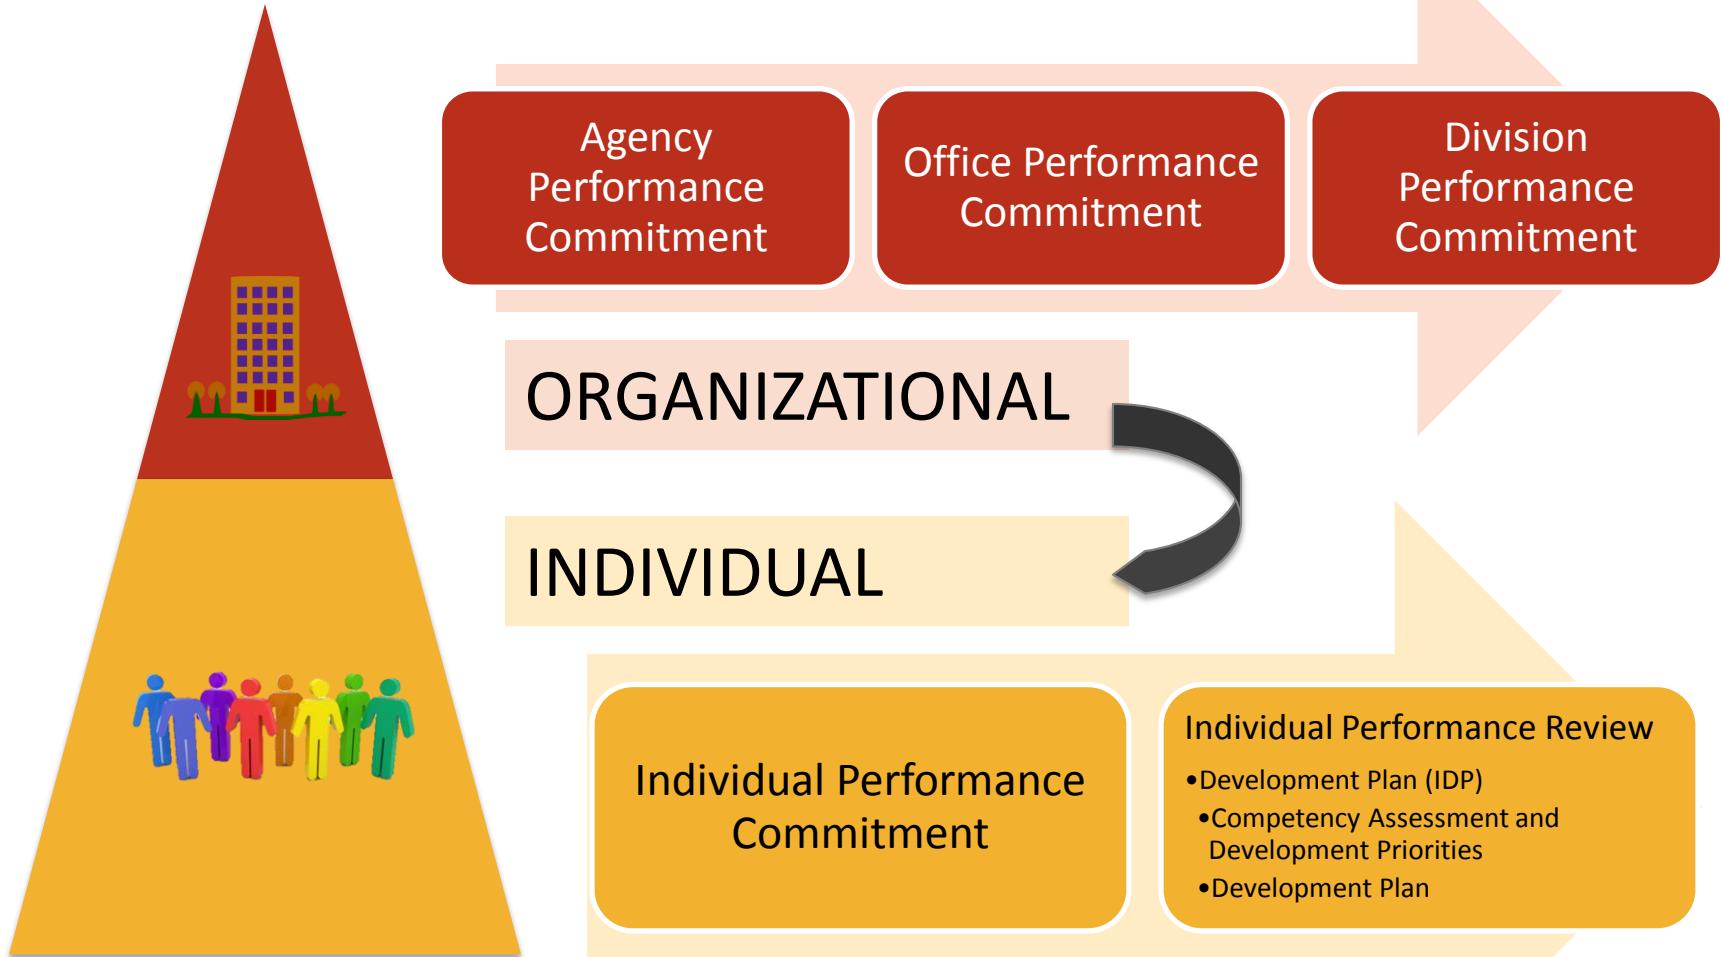 Agency
Performance
Commitment
Office Performance
Commitment
Division
Performance
Commitment
ORGANIZATIONAL
INDIVIDUAL
Individual Performance
Commitment
Individual Performance Review
•Development Plan (IDP)
•Competency Assessment and
Development Priorities
•Development Plan